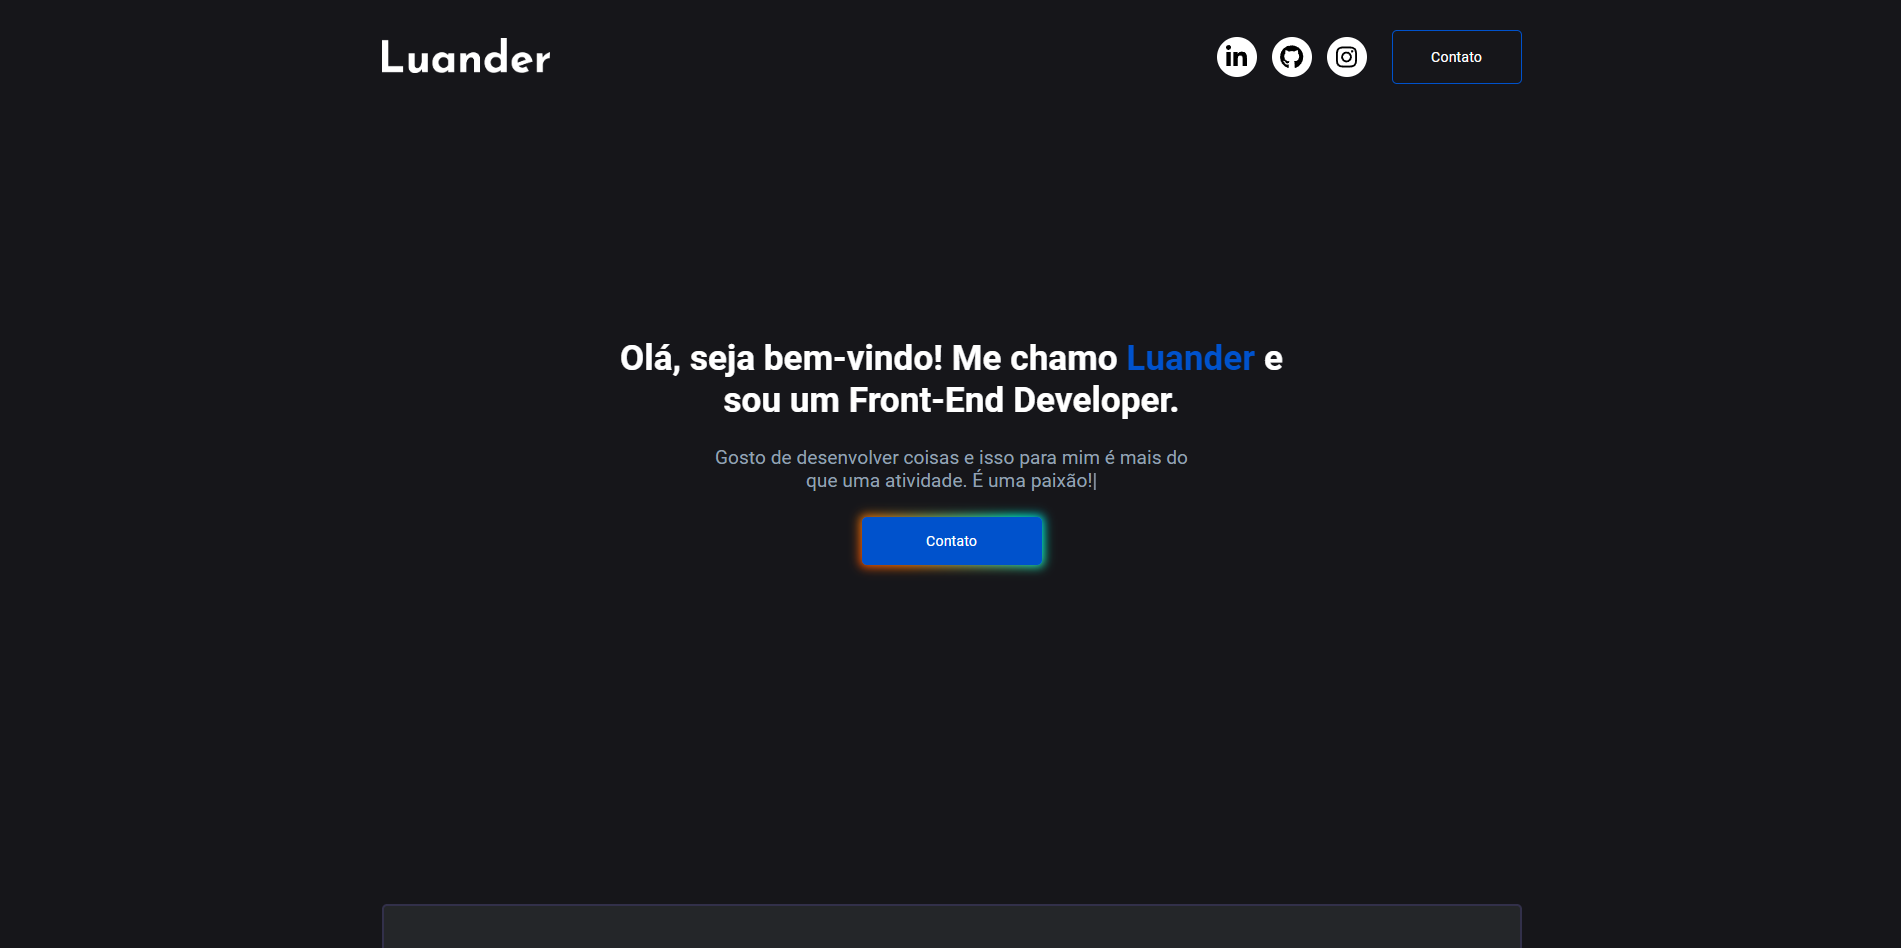 Luander
Contato
Olá, seja bem-vindo! Me chamo Luander e
sou um Front-End Developer.
Gosto de desenvolver coisas e isso para mim é mais do
que uma atividade. É uma paixão!|
Contato